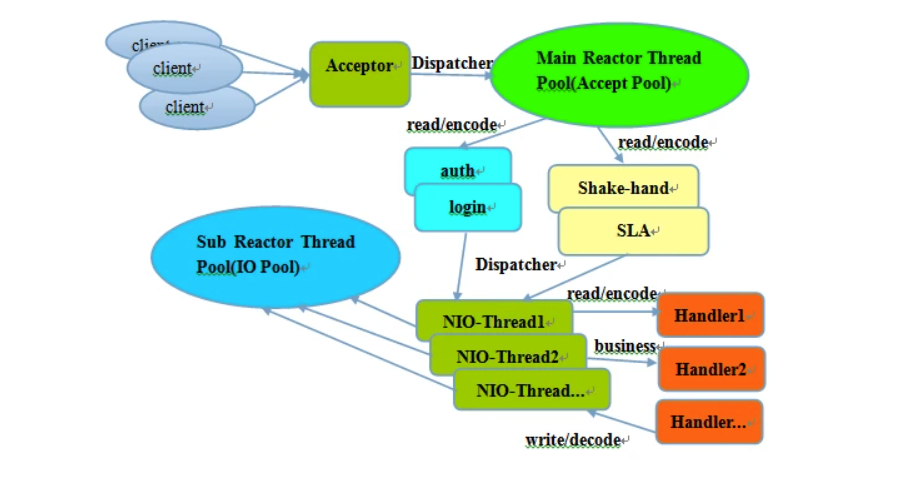 client
client
client
Acceptor
Dispatcher
Main Reactor Thread
Pool(Accept Pool)
read/encode
read/encode
auth
login
Shake-hand
SLA
Sub Reactor Thread
Pool(IO Pool)
Dispatcher
read/encode
NIO-Thread1
Handler1
business
NIO-Thread2
Handler2
NIO-Thread...
Handler...
write/decode